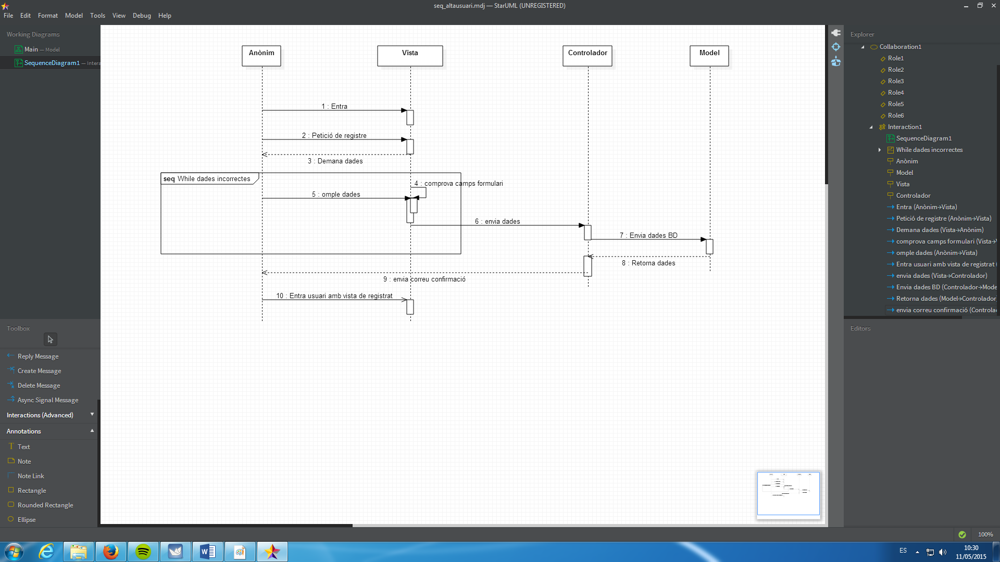 seq_altausuari.mdj — StarUML (UNREGISTERED)
File Edit Format Model Tools View Debug Help
Working Diagrams
Main — Model
SequenceDiagram1 — Intera
Toolbox
Reply Message
Create Message
Delete Message
Async Signal Message
Interactions (Advanced)
Annotations
Text
Note
Note Link
Rectangle
Rounded Rectangle
Ellipse
Anònim
Vista
Controlador
Model
1 : Entra
2 : Petició de registre
3 : Demana dades
seq While dades incorrectes
4 : comprova camps formulari
5 : omple dades
6 : envia dades
7 : Envia dades BD
8 : Retorna dades
9 : envia correu confirmació
10 : Entra usuari amb vista de registrat
Explorer
Collaboration1
Role1
Role2
Role3
Role4
Role5
Role6
Interaction1
SequenceDiagram1
While dades incorrectes
Anònim
Model
Vista
Controlador
Entra (Anònim→Vista)
Petició de registre (Anònim→Vista)
Demana dades (Vista→Anònim)
comprova camps formulari (Vista→
omple dades (Anònim→Vista)
Entra usuari amb vista de registrat (
envia dades (Vista→Controlador)
Envia dades BD (Controlador→Mode
Retorna dades (Model→Controlador
envia correu confirmació (Controla
Editors
100%
ES
10:30
11/05/2015